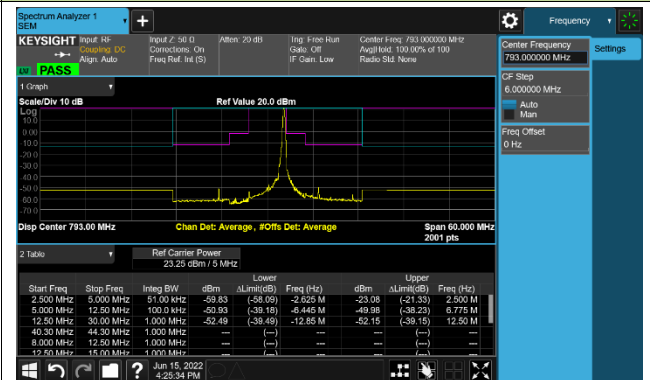 Spectrum Analyzer 1
SEM
Frequency
KEYSIGHT
Input: RF
Coupling: DC
Align: Auto
Input Z: 50 Ω
Corrections: On
Freq Ref: Int (S)
Atten: 20 dB
Trig: Free Run
Gate: Off
IF Gain: Low
Center Freq: 793.000000 MHz
Avg|Hold: 100.00% of 100
Radio Std: None
PASS
Center Frequency
793.000000 MHz
Settings
CF Step
6.000000 MHz
Auto
Man
Freq Offset
0 Hz
1 Graph
Scale/Div 10 dB
Ref Value 20.0 dBm
Log
10.0
0.00
-10.0
-20.0
-30.0
-40.0
-50.0
-60.0
-70.0
Disp Center 793.00 MHz
Chan Det: Average, #Offs Det: Average
Span 60.000 MHz
2001 pts
2 Table
Ref Carrier Power
23.25 dBm / 5 MHz
Lower Upper
Start Freq Stop Freq Integ BW dBm ΔLimit(dB) Freq (Hz) dBm ΔLimit(dB) Freq (Hz)
2.500 MHz 5.000 MHz 51.00 kHz -59.83 (-58.09) -2.625 M -23.08 (-21.33) 2.500 M
5.000 MHz 12.50 MHz 100.0 kHz -50.93 (-39.18) -6.445 M -49.98 (-38.23) 6.775 M
12.50 MHz 30.00 MHz 1.000 MHz -52.49 (-39.49) -12.85 M -52.15 (-39.15) 12.50 M
40.30 MHz 44.30 MHz 1.000 MHz --- (---) --- (---)
8.000 MHz 12.50 MHz 1.000 MHz --- (---) --- (---)
12.50 MHz 15.00 MHz 1.000 MHz --- (---) --- (---)
?
Jun 15, 2022
4:25:34 PM